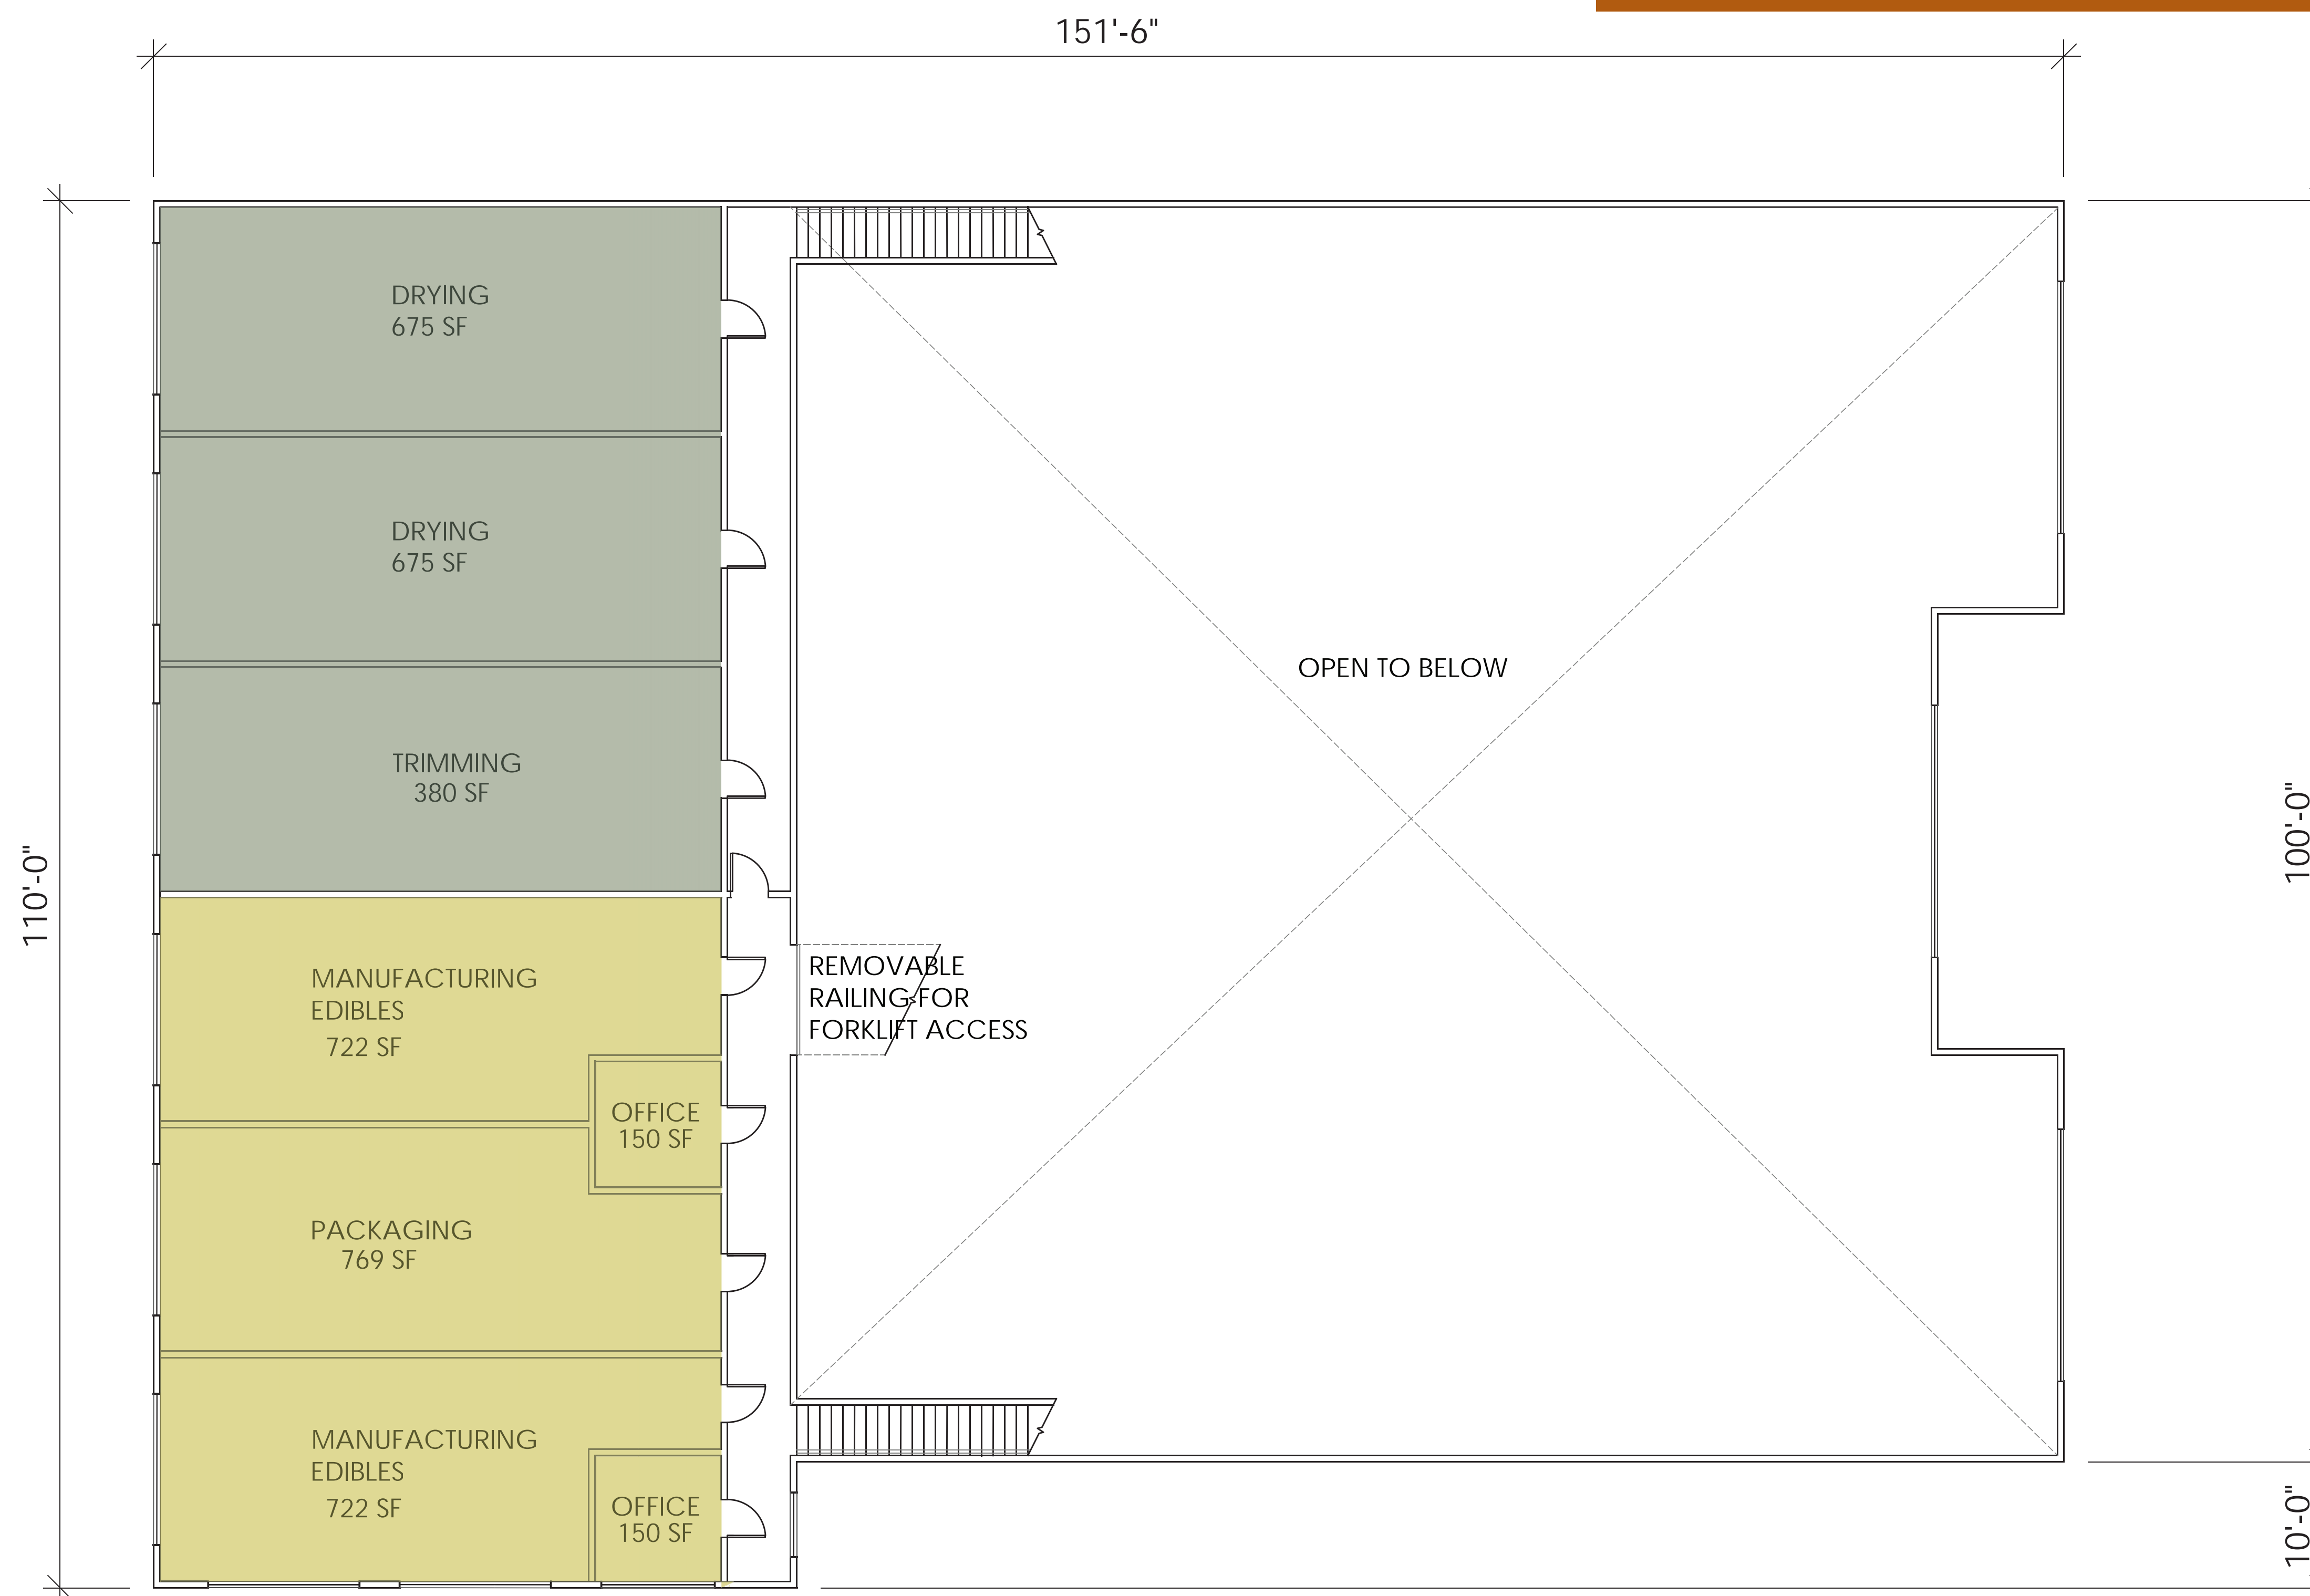 151'-6"
DRYING
675 SF
DRYING
675 SF
OPEN TO BELOW
TRIMMING
380 SF
110'-0"
100'-0"
MANUFACTURING
EDIBLES
722 SF
REMOVABLE
RAILING FOR
FORKLIFT ACCESS
OFFICE
150 SF
PACKAGING
769 SF
MANUFACTURING
EDIBLES
722 SF
OFFICE
150 SF
10'-0"